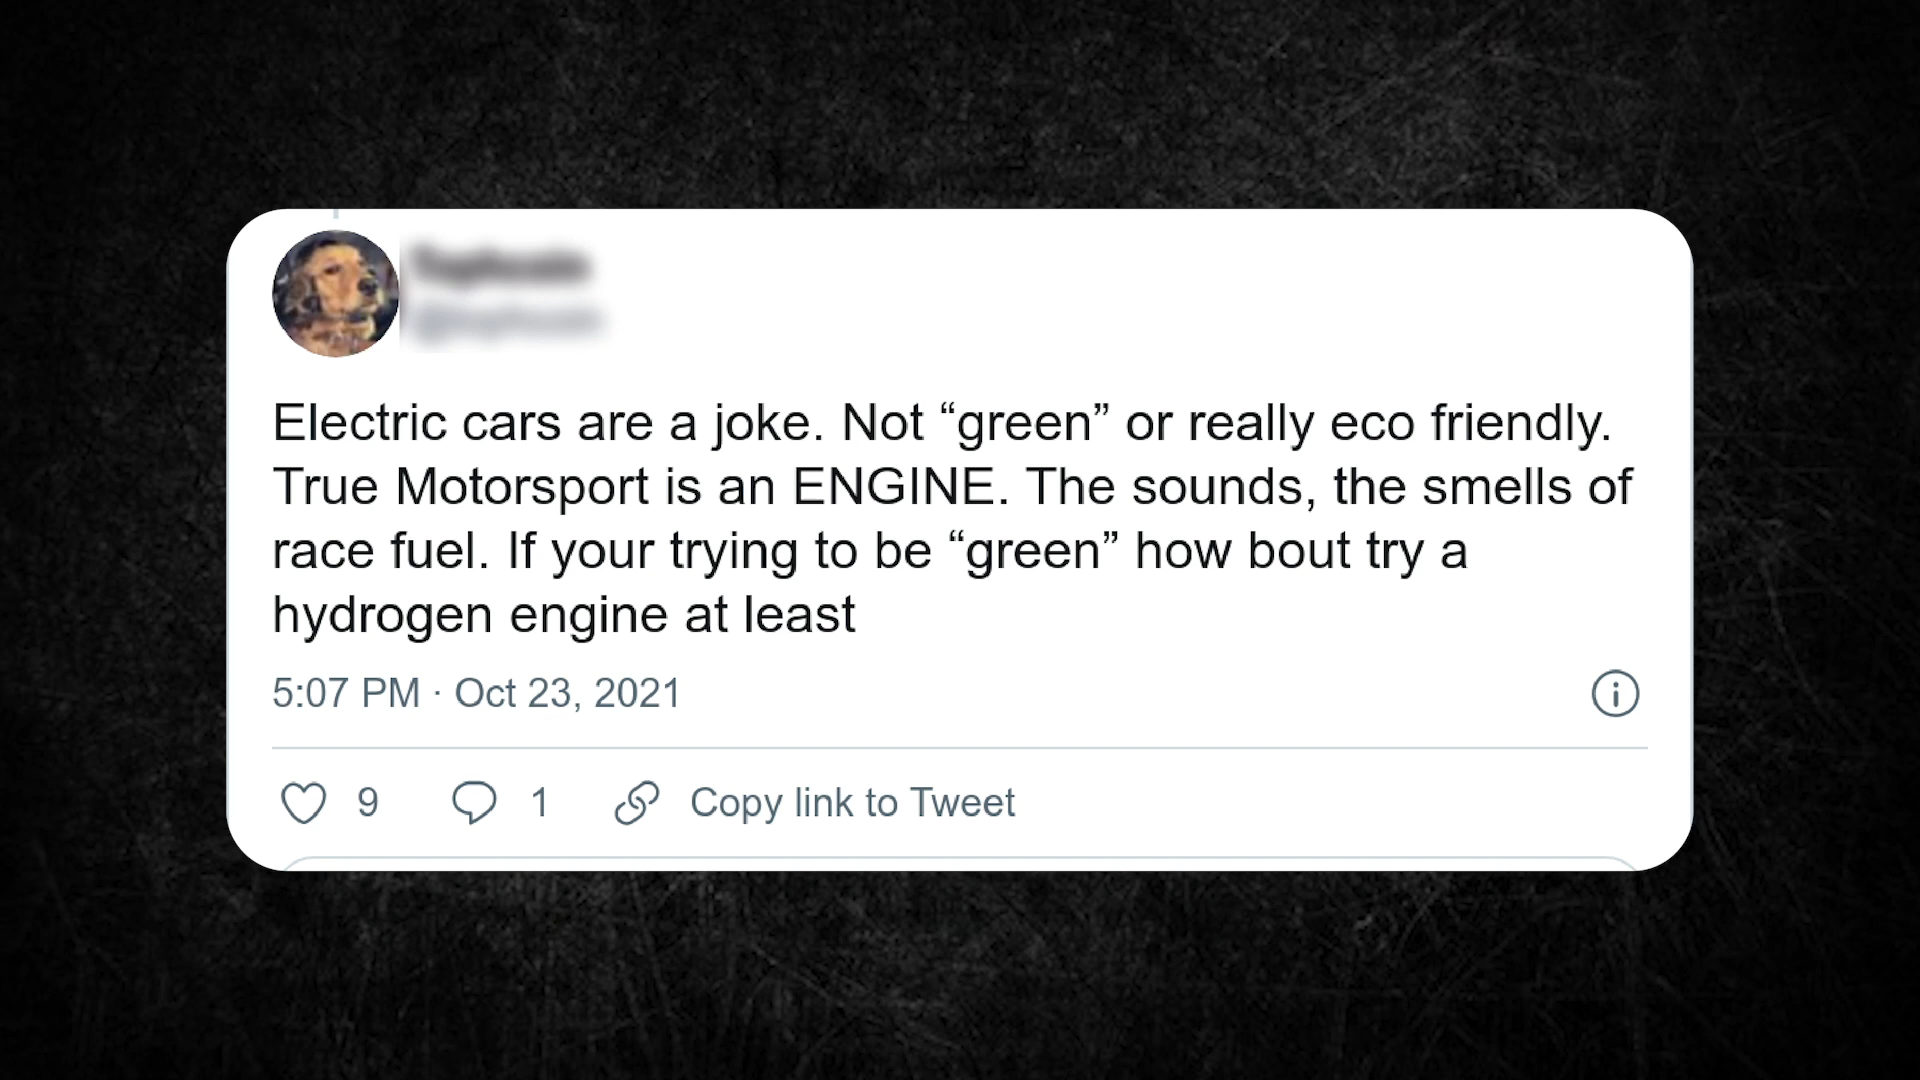 Electric cars are a joke. Not “green” or really eco friendly.
True Motorsport is an ENGINE. The sounds, the smells of
race fuel. If your trying to be “green” how bout try a
hydrogen engine at least
5:07 PM · Oct 23, 2021
9 1 Copy link to Tweet